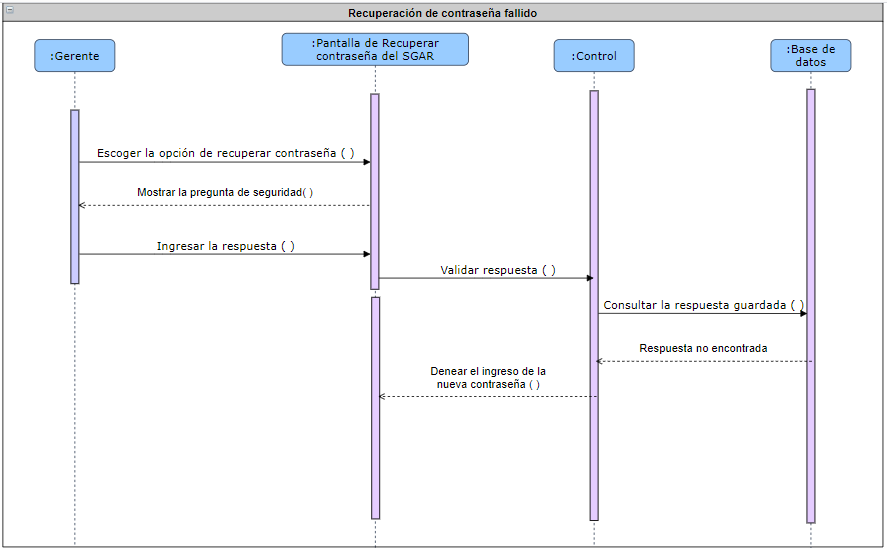 Recuperación de contraseña fallido
:Gerente
:Pantalla de Recuperar
contraseña del SGAR
:Control
:Base de
datos
Escoger la opción de recuperar contraseña ( )
Mostrar la pregunta de seguridad( )
Ingresar la respuesta ( )
Validar respuesta ( )
Consultar la respuesta guardada ( )
Respuesta no encontrada
Denear el ingreso de la
nueva contraseña ( )